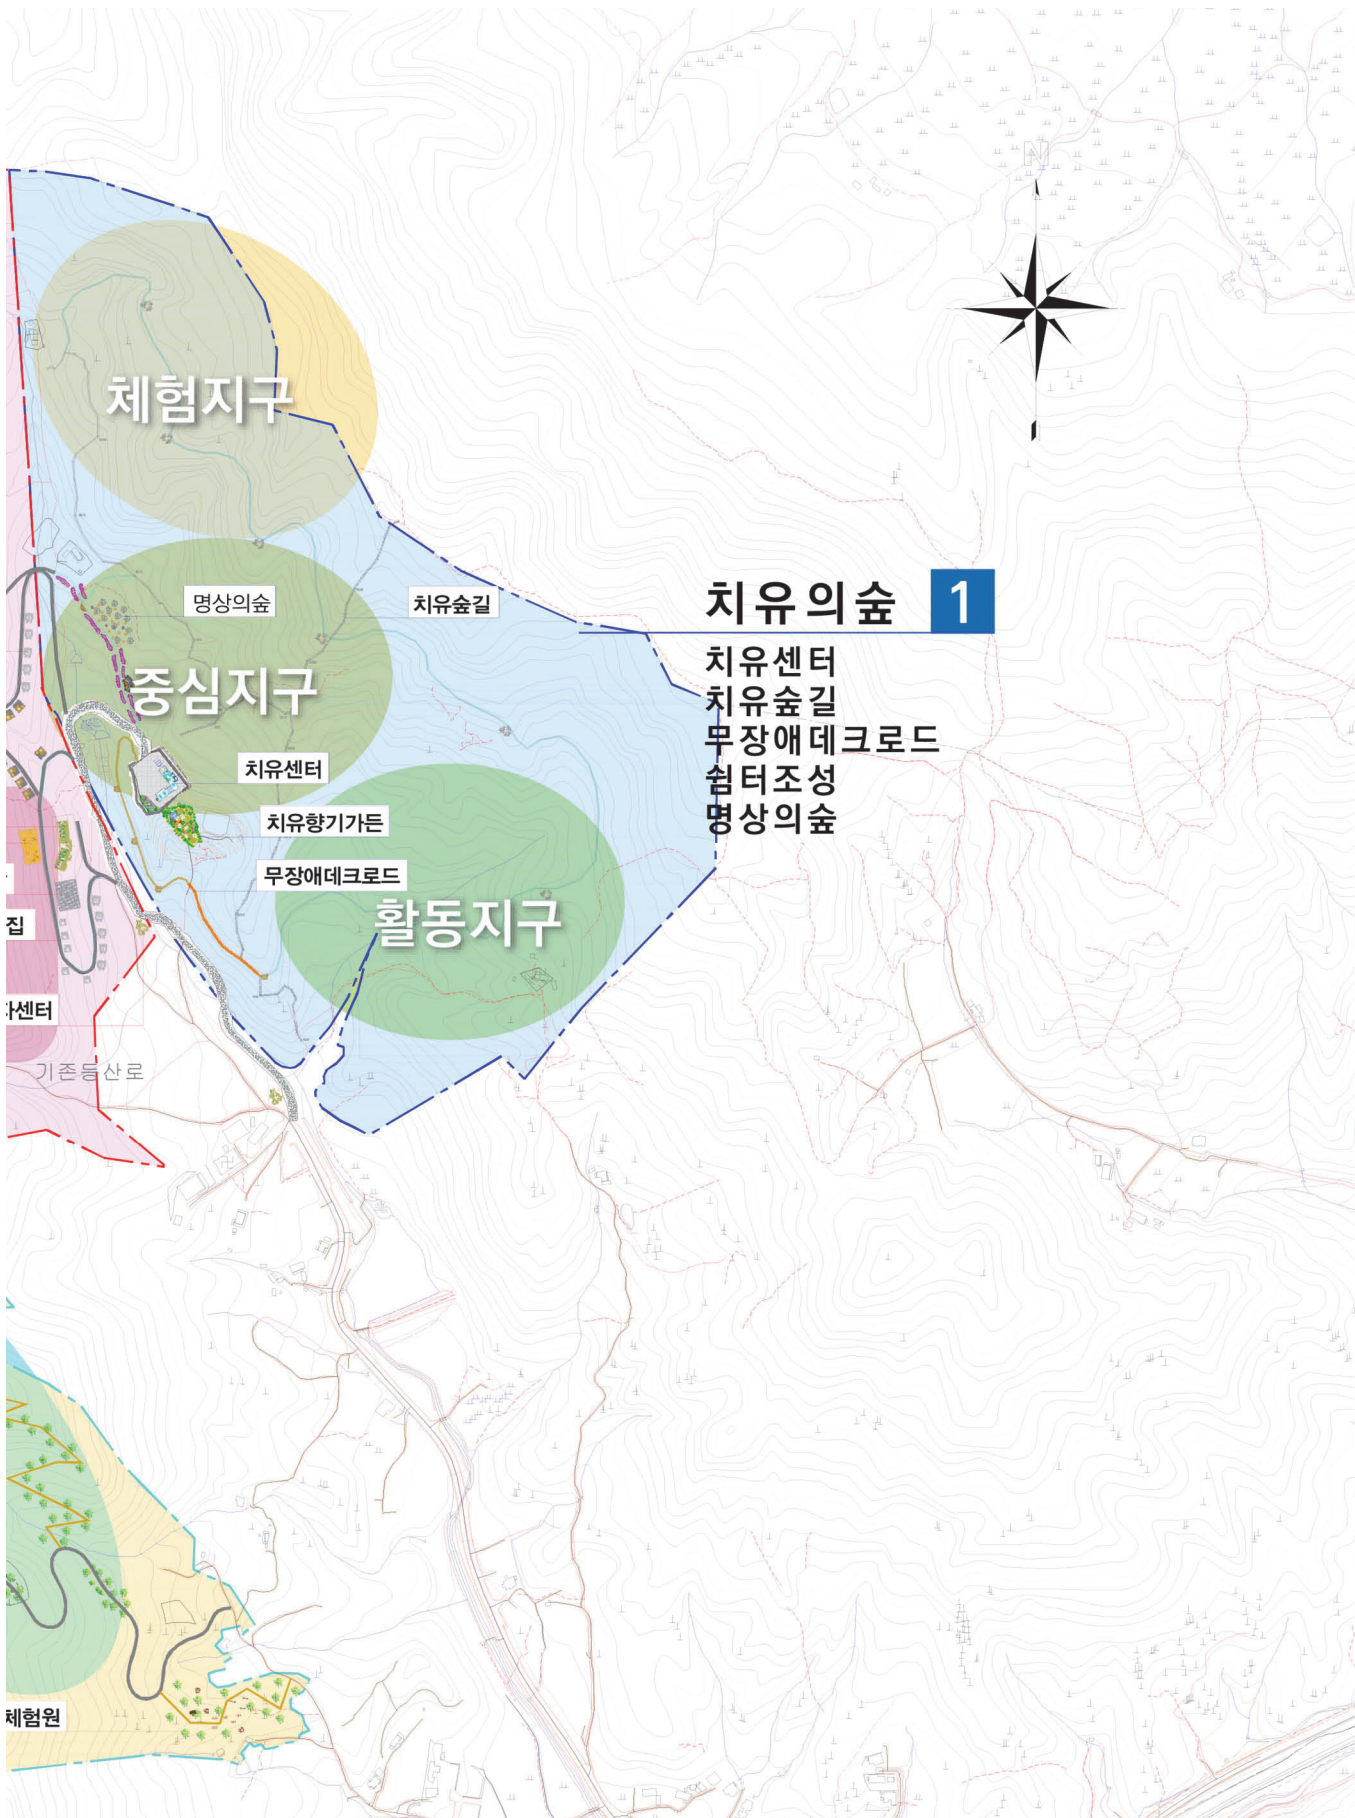 N
체험지구
명상의숲
치유숲길
치유의숲 1
치유센터
치유숲길
무장애데크로드
쉼터조성
명상의숲
중심지구
치유센터
치유향기가든
무장애데크로드
활동지구
집
센터
기존등산로
체험원